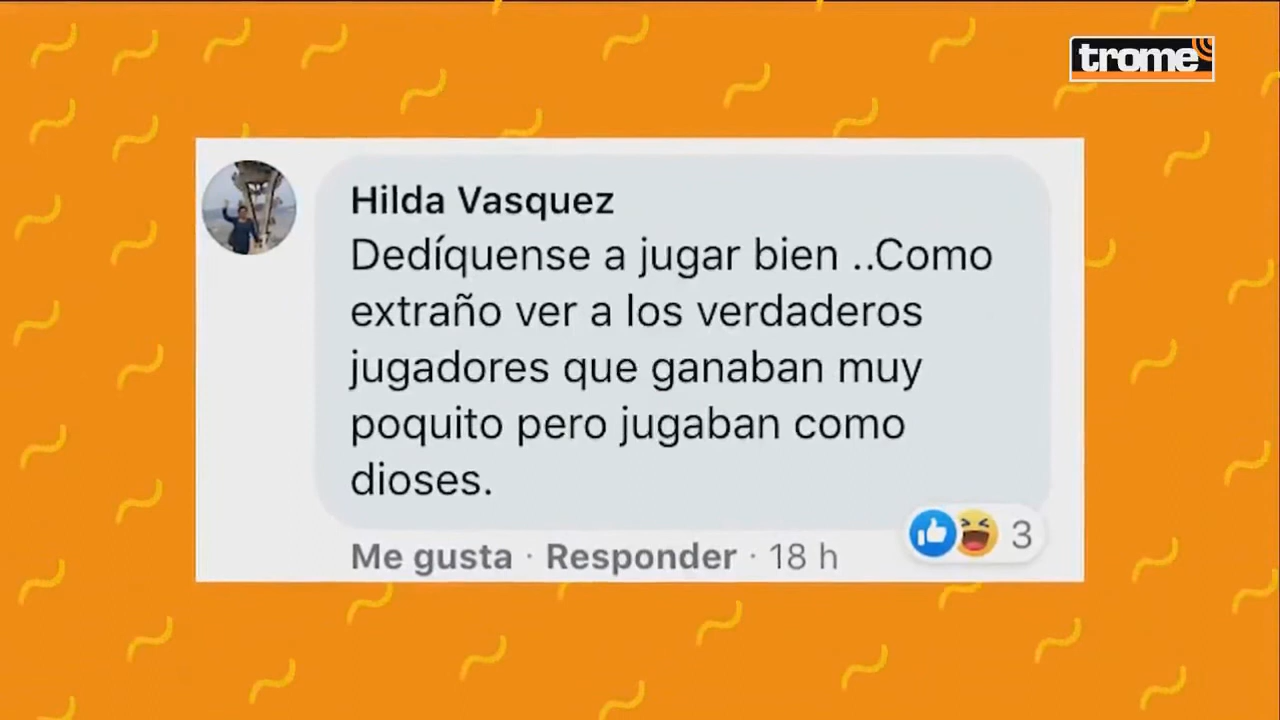 trome
Hilda Vasquez
Dedíquense a jugar bien ..Como
extraño ver a los verdaderos
jugadores que ganaban muy
poquito pero jugaban como
dioses.
Me gusta · Responder · 18 h
3